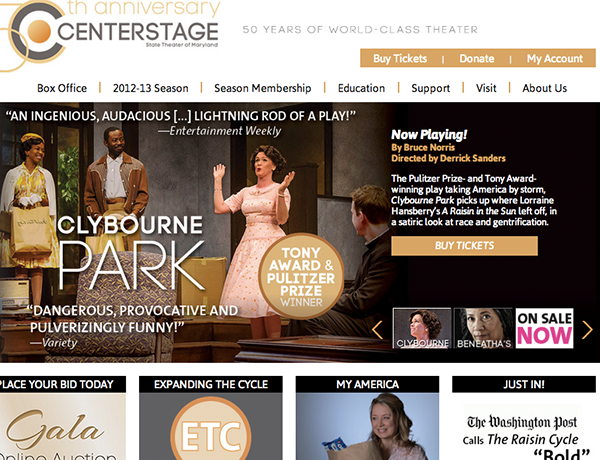 50th anniversary
CENTERSTAGE
State Theater of Maryland
50 YEARS OF WORLD-CLASS THEATER
Buy Tickets | Donate | My Account
Box Office | 2012-13 Season | Season Membership | Education | Support | Visit | About Us
“AN INGENIOUS, AUDACIOUS [...] LIGHTNING ROD OF A PLAY!”
—Entertainment Weekly
CLYBOURNE
PARK
TONY
AWARD &
PULITZER
PRIZE
WINNER
“DANGEROUS, PROVOCATIVE AND
PULVERIZINGLY FUNNY!”
—Variety
Now Playing!
By Bruce Norris
Directed by Derrick Sanders
The Pulitzer Prize- and Tony Award-
winning play taking America by storm,
Clybourne Park picks up where Lorraine
Hansberry’s A Raisin in the Sun left off, in
a satiric look at race and gentrification.
BUY TICKETS
CLYBOURNE
BENEATHA'S
ON SALE
NOW
PLACE YOUR BID TODAY
Gala
Online Auction
EXPANDING THE CYCLE
ETC
MY AMERICA
JUST IN!
The Washington Post
Calls The Raisin Cycle
“Bold”